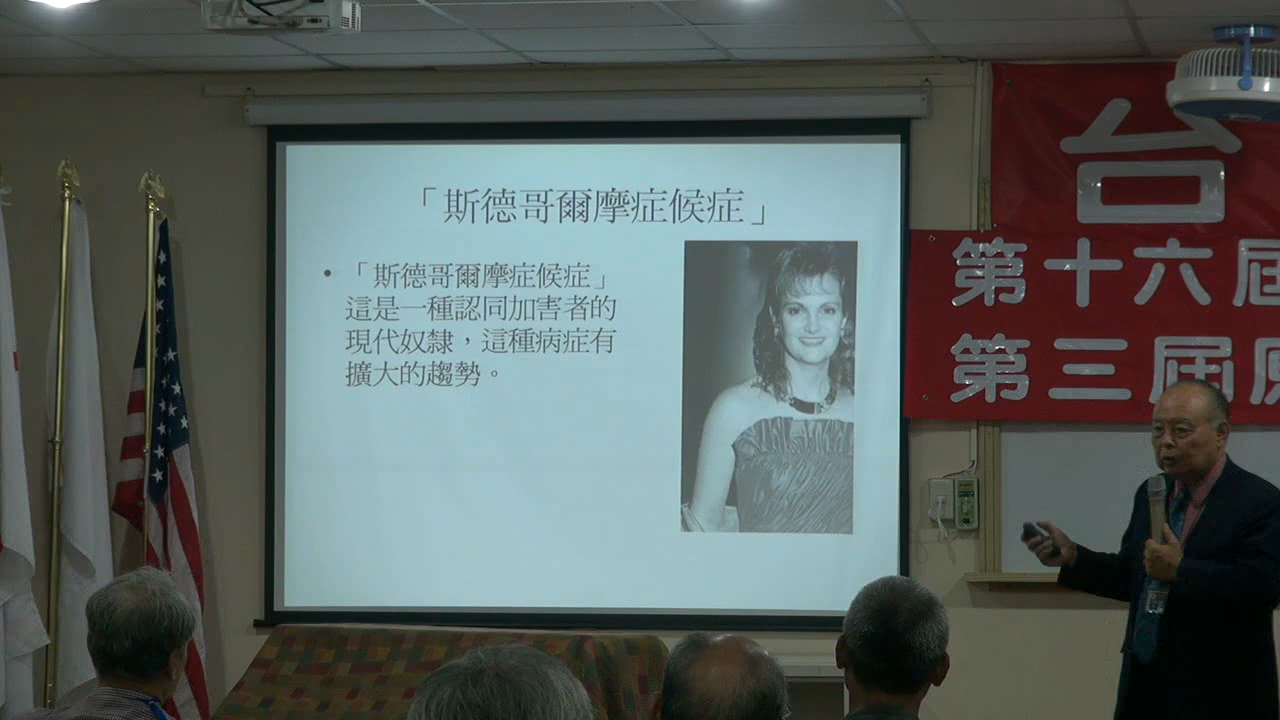 「斯德哥爾摩症候症」
• 「斯德哥爾摩症候症」
這是一種認同加害者的
現代奴隸，這種病症有
擴大的趨勢。
台
第十六屆
第三屆